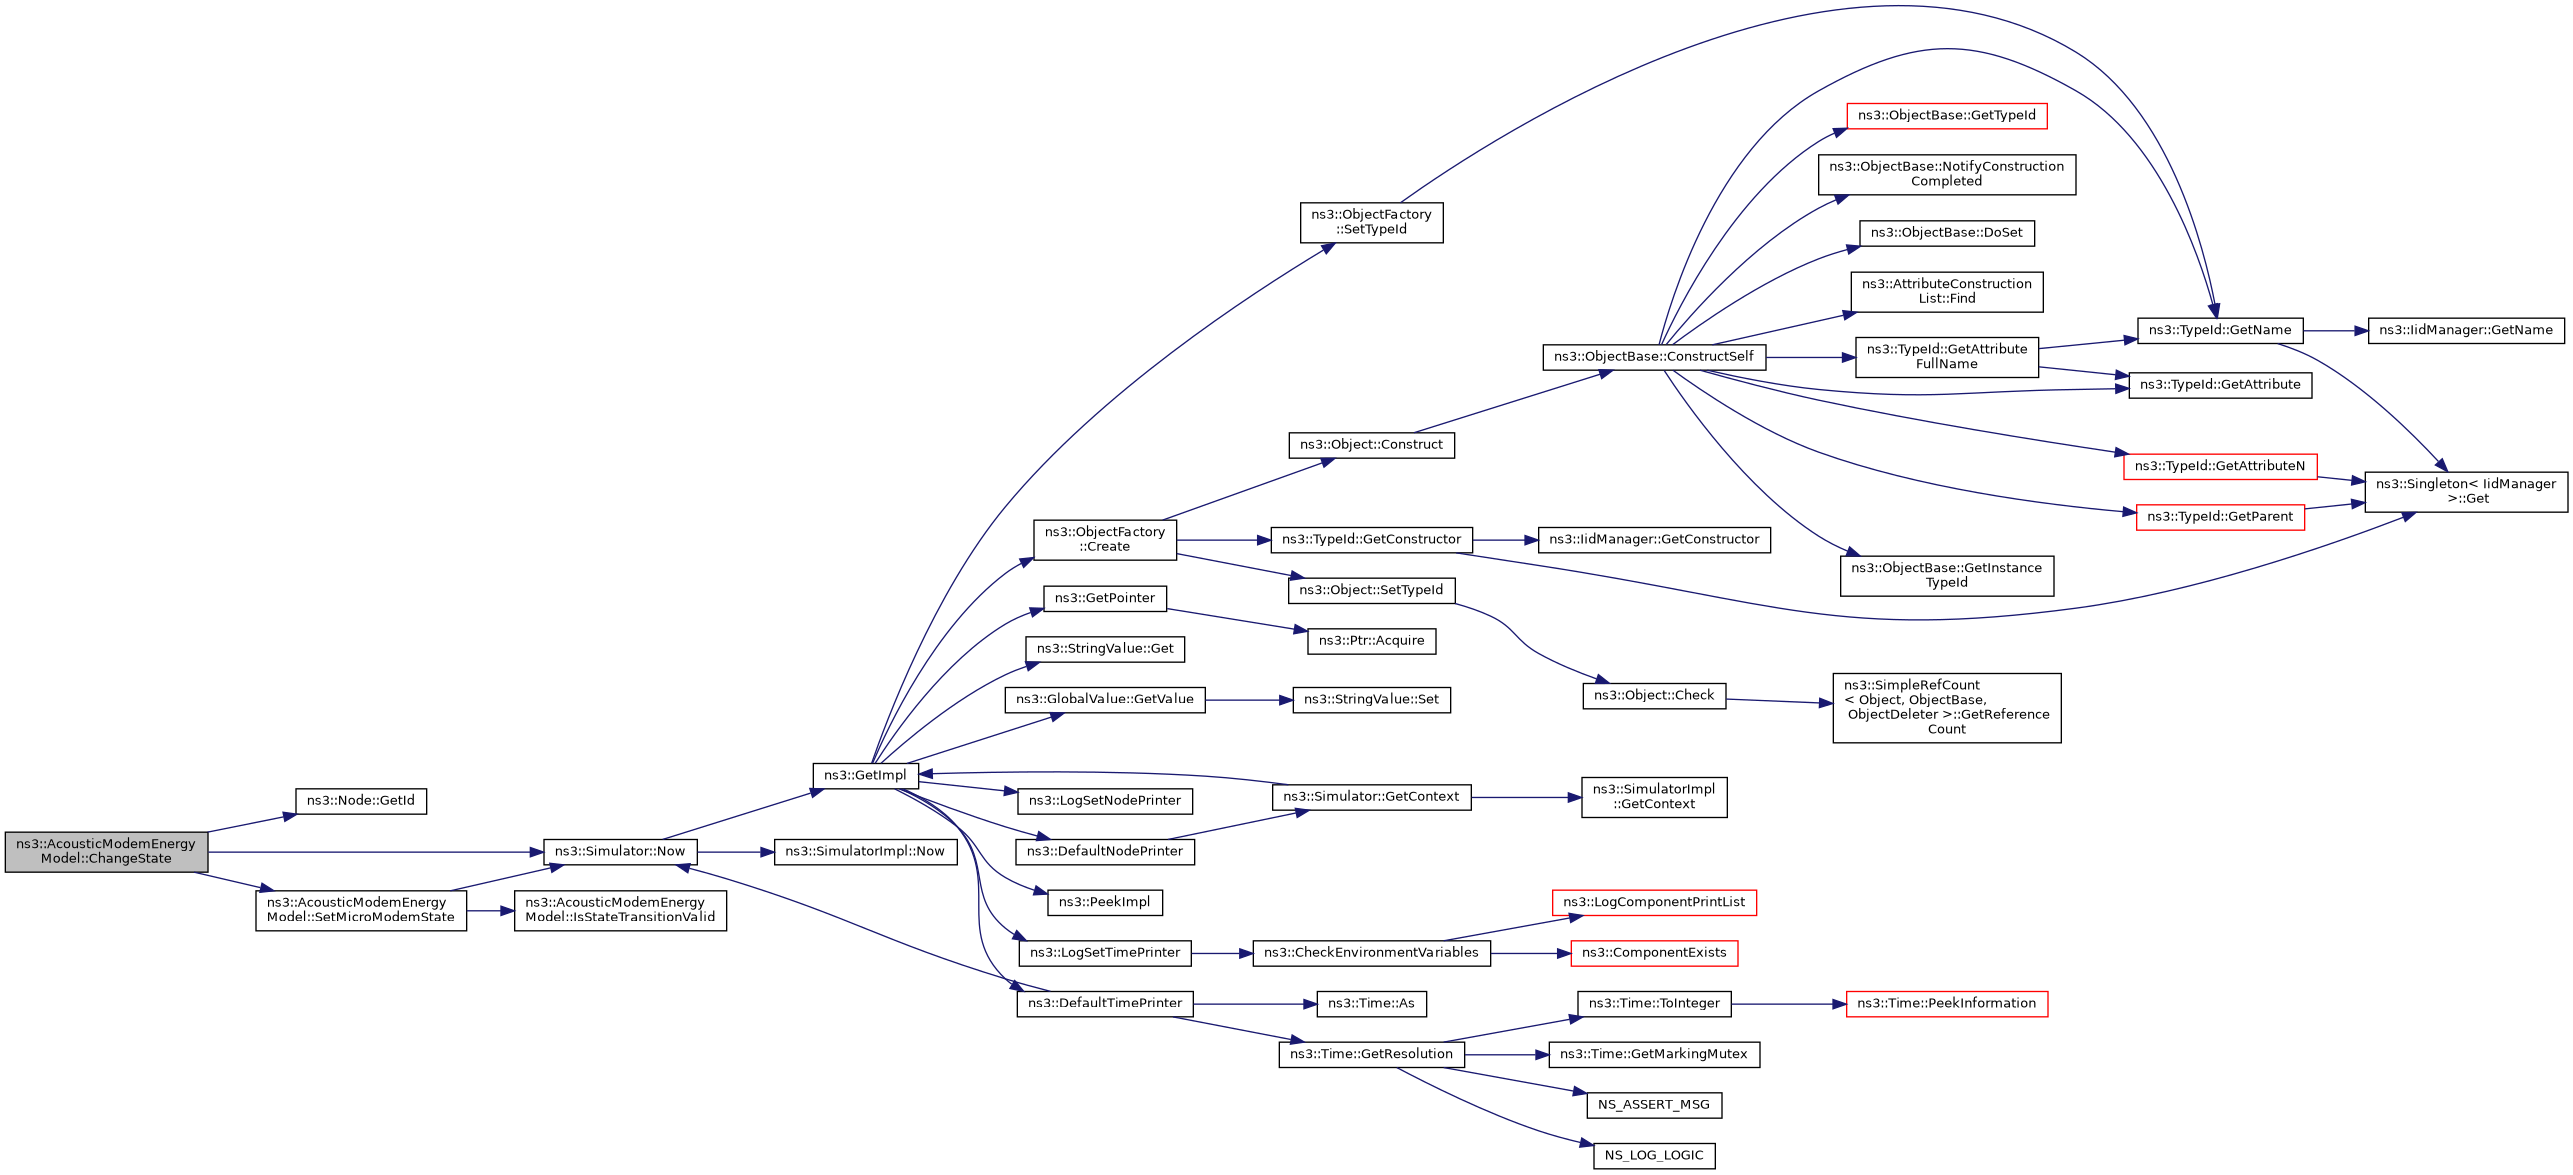 ns3::AcousticModemEnergy
Model::ChangeState
ns3::Node::GetId
ns3::Simulator::Now
ns3::AcousticModemEnergy
Model::SetMicroModemState
ns3::AcousticModemEnergy
Model::IsStateTransitionValid
ns3::SimulatorImpl::Now
ns3::GetImpl
ns3::ObjectFactory
::SetTypeId
ns3::ObjectFactory
::Create
ns3::GetPointer
ns3::StringValue::Get
ns3::GlobalValue::GetValue
ns3::LogSetNodePrinter
ns3::DefaultNodePrinter
ns3::PeekImpl
ns3::LogSetTimePrinter
ns3::DefaultTimePrinter
ns3::Object::Construct
ns3::TypeId::GetConstructor
ns3::Object::SetTypeId
ns3::Ptr::Acquire
ns3::StringValue::Set
ns3::Simulator::GetContext
ns3::CheckEnvironmentVariables
ns3::Time::As
ns3::Time::GetResolution
ns3::ObjectBase::ConstructSelf
ns3::IidManager::GetConstructor
ns3::Object::Check
ns3::SimulatorImpl
::GetContext
ns3::LogComponentPrintList
ns3::ComponentExists
ns3::Time::ToInteger
ns3::Time::GetMarkingMutex
NS_ASSERT_MSG
NS_LOG_LOGIC
ns3::ObjectBase::GetTypeId
ns3::ObjectBase::NotifyConstruction
Completed
ns3::ObjectBase::DoSet
ns3::AttributeConstruction
List::Find
ns3::TypeId::GetAttribute
FullName
ns3::ObjectBase::GetInstance
TypeId
ns3::SimpleRefCount
< Object, ObjectBase,
ObjectDeleter >::GetReference
Count
ns3::Time::PeekInformation
ns3::TypeId::GetName
ns3::TypeId::GetAttribute
ns3::TypeId::GetAttributeN
ns3::TypeId::GetParent
ns3::IidManager::GetName
ns3::Singleton< IidManager
>::Get